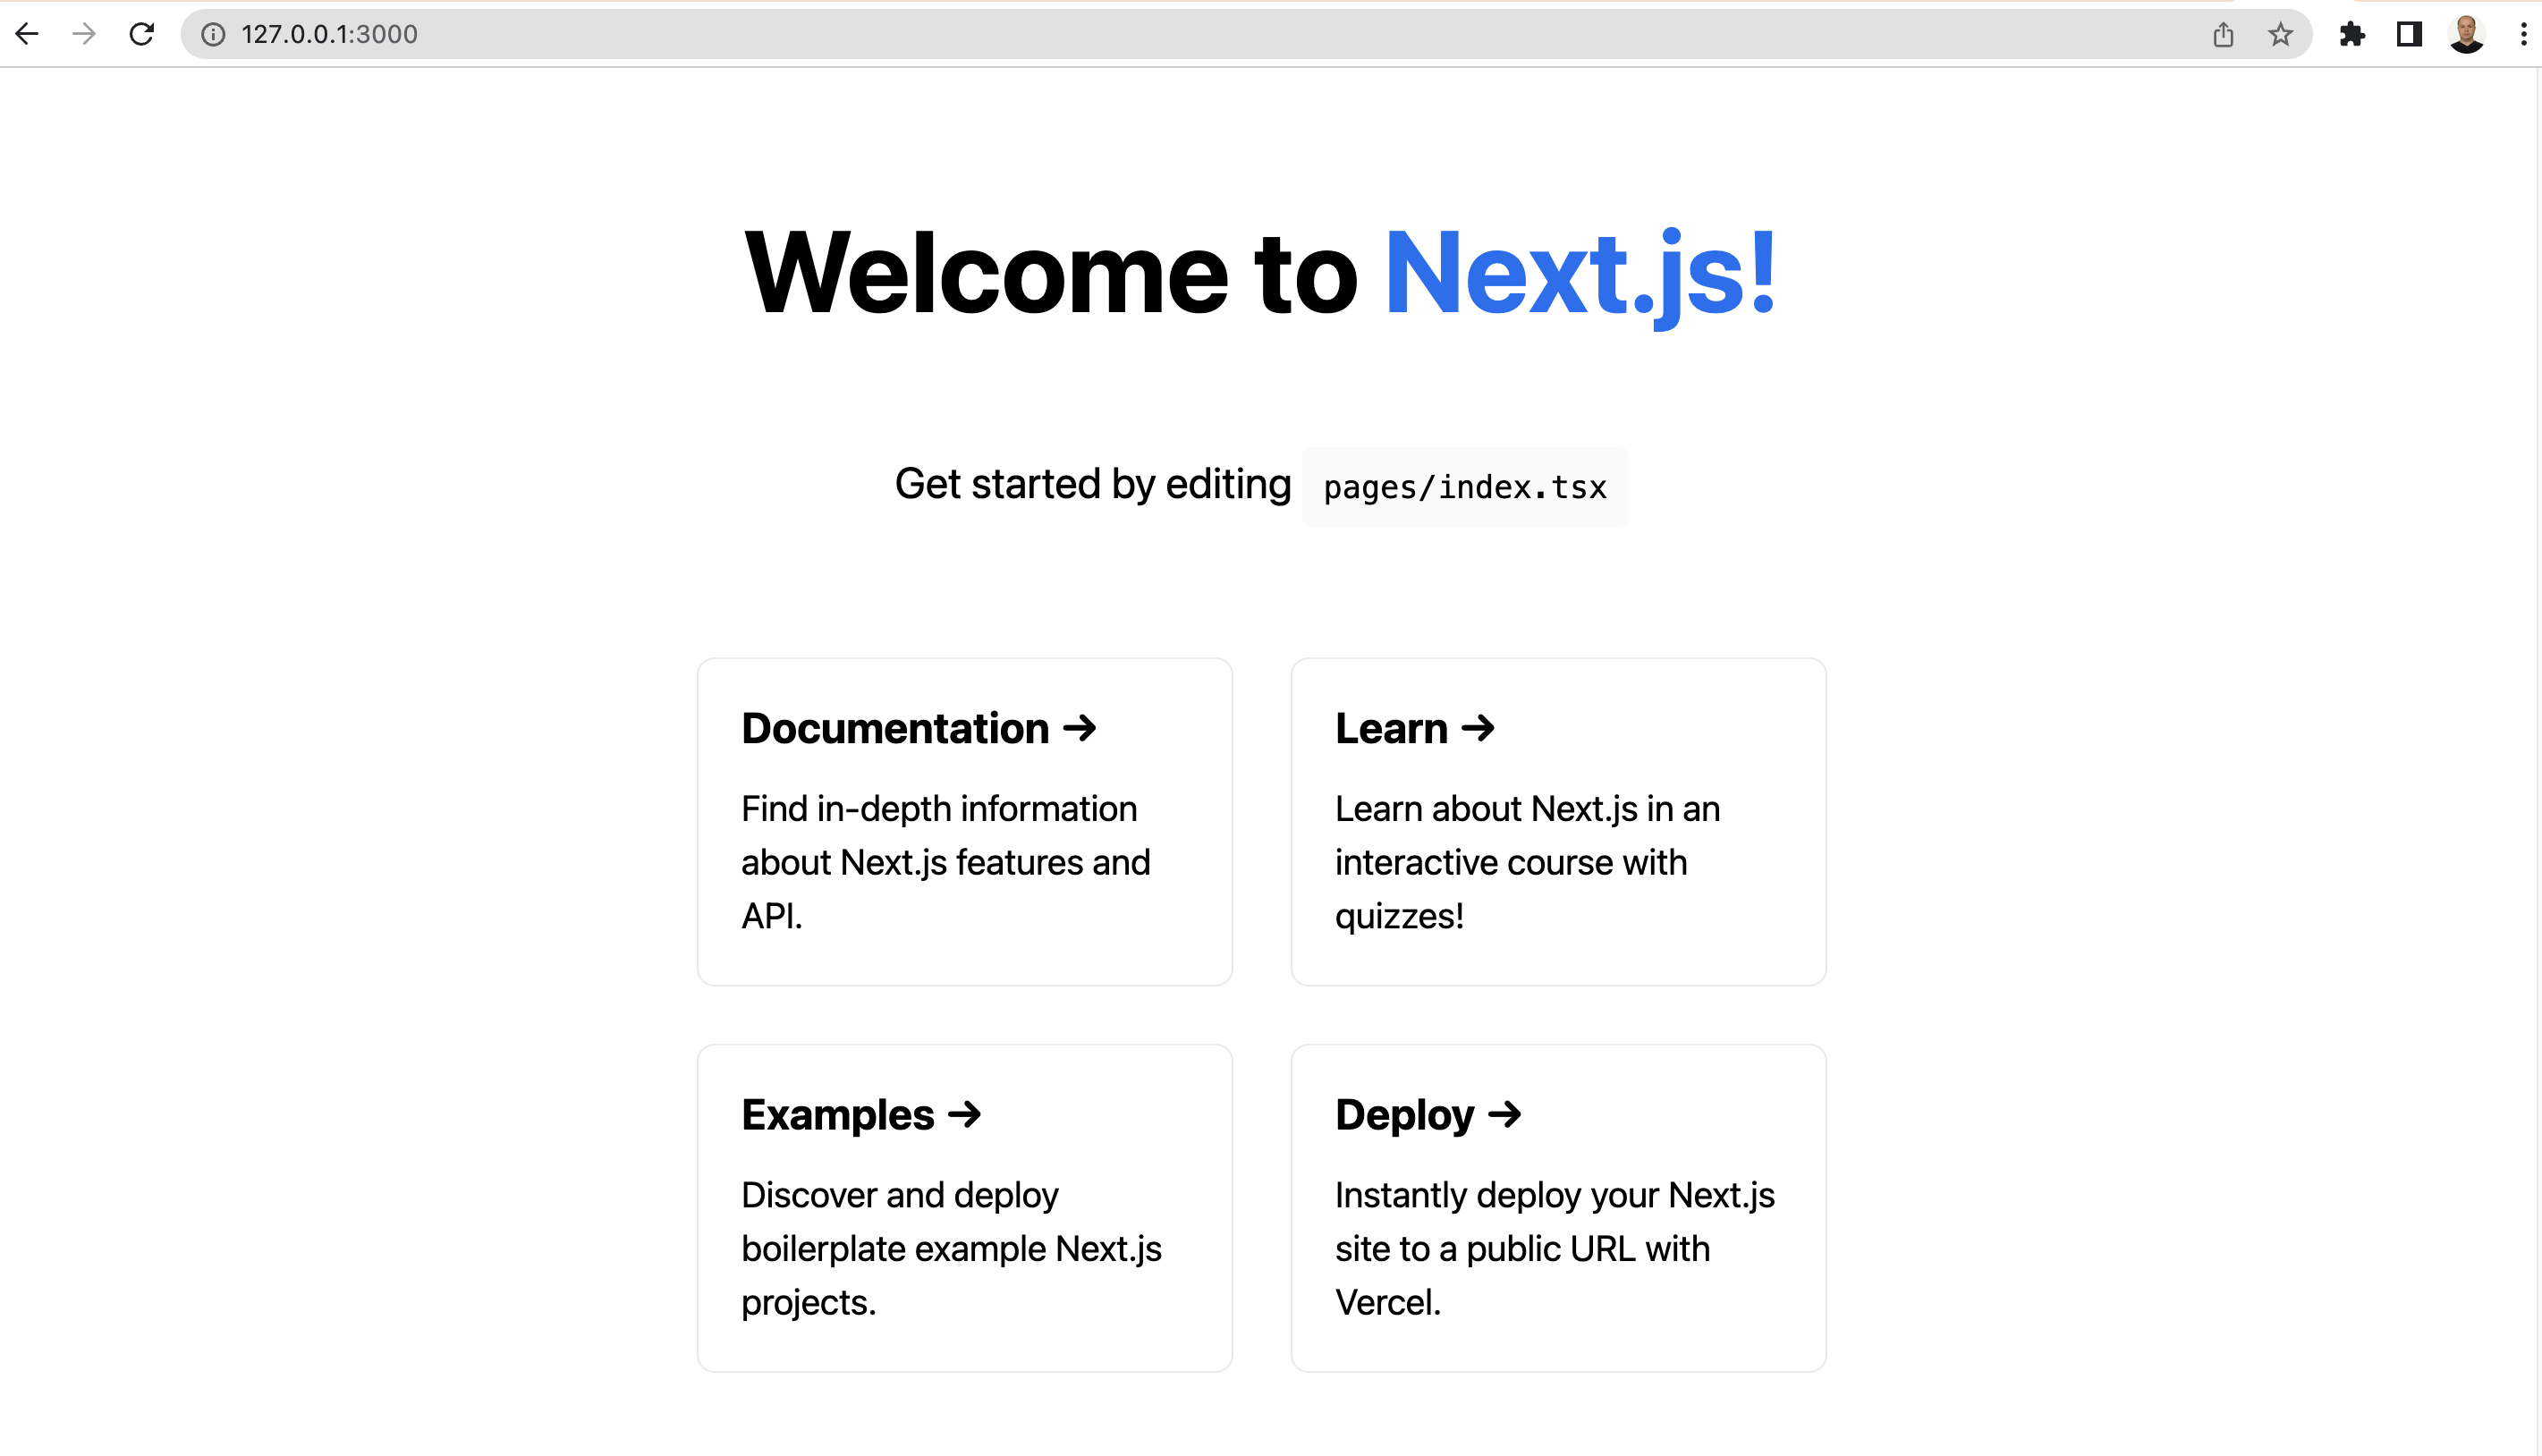 127.0.0.1:3000
Welcome to Next.js!
Get started by editing pages/index.tsx
Documentation →
Find in-depth information
about Next.js features and
API.
Learn →
Learn about Next.js in an
interactive course with
quizzes!
Examples →
Discover and deploy
boilerplate example Next.js
projects.
Deploy →
Instantly deploy your Next.js
site to a public URL with
Vercel.